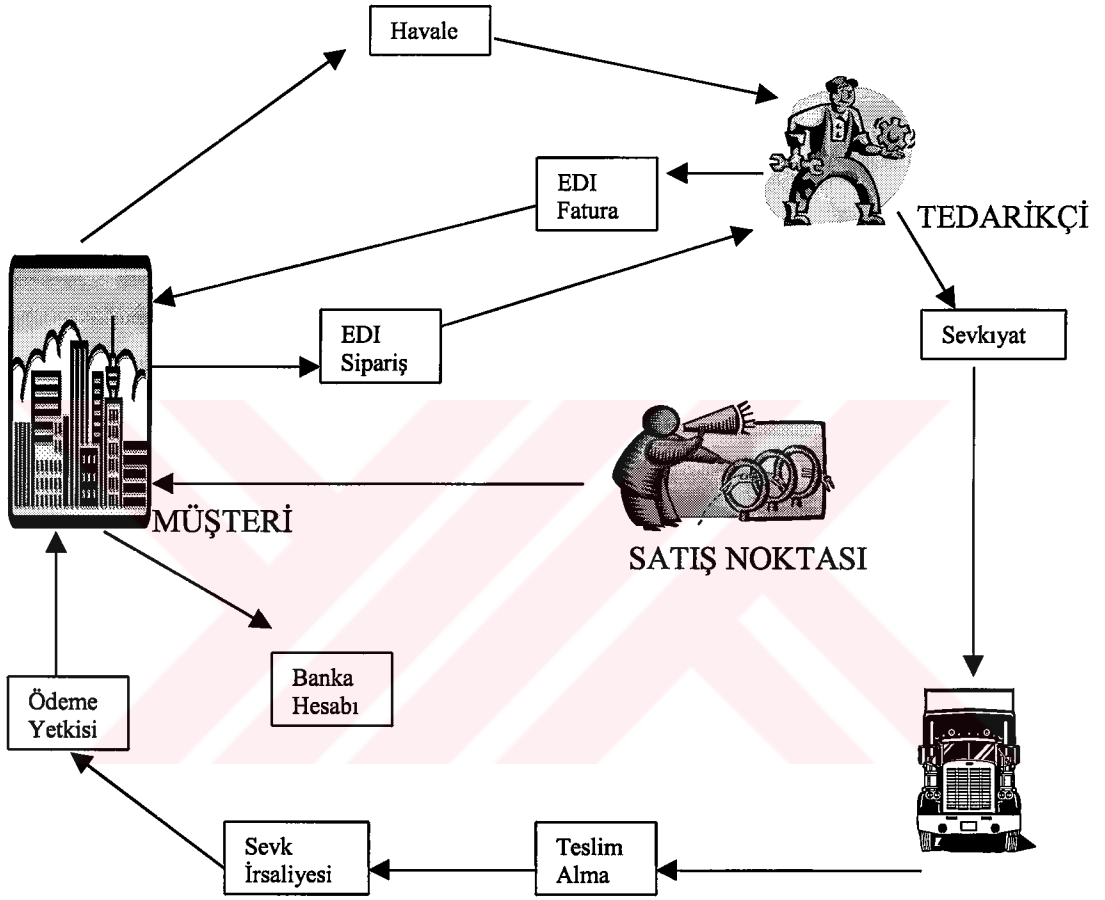 Havale
EDI
Fatura
TEDARİKÇİ
EDI
Sipariş
Sevkıyat
MÜŞTERİ
SATIŞ NOKTASI
Banka
Hesabı
Ödeme
Yetkisi
Sevk
İrsaliyesi
Teslim
Alma